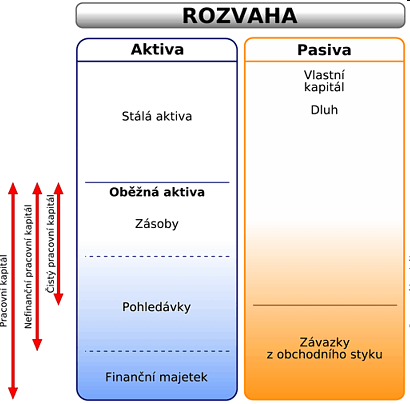 ROZVAHA
Aktiva
Stálá aktiva
Oběžná aktiva
Zásoby
Pohledávky
Finanční majetek
Pasiva
Vlastní
kapitál
Dluh
Závazky
z obchodního styku
Pracovní kapitál
Nefinanční pracovní kapitál
Čistý pracovní kapitál